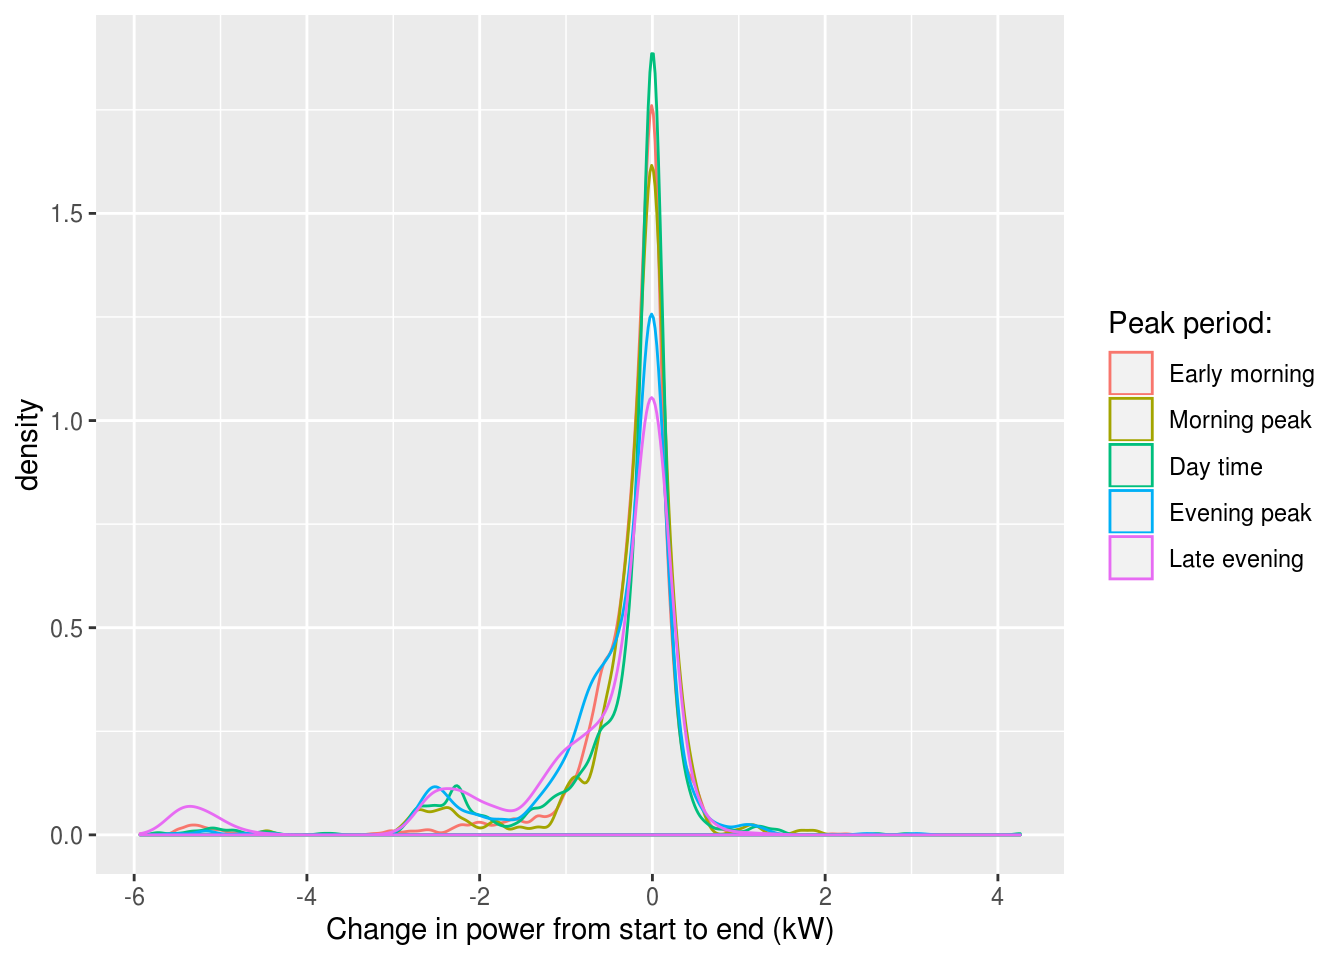 1.5
1.0
0.5
0.0
density
-6
-4
-2
0
2
4
Change in power from start to end (kW)
Peak period:
Early morning
Morning peak
Day time
Evening peak
Late evening